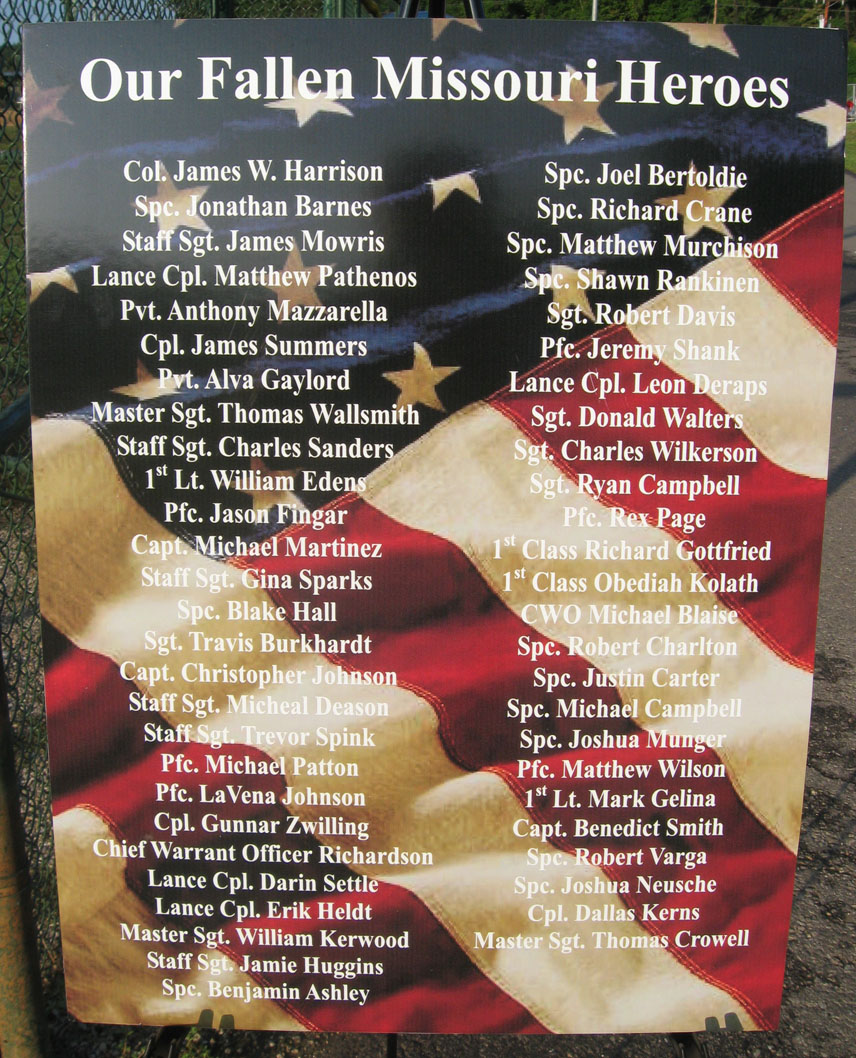 Our Fallen Missouri Heroes
Col. James W. Harrison
Spc. Jonathan Barnes
Staff Sgt. James Mowris
Lance Cpl. Matthew Pathenos
Pvt. Anthony Mazzarella
Cpl. James Summers
Pvt. Alva Gaylord
Master Sgt. Thomas Wallsmith
Staff Sgt. Charles Sanders
1st Lt. William Edens
Pfc. Jason Fingar
Capt. Michael Martinez
Staff Sgt. Gina Sparks
Spc. Blake Hall
Sgt. Travis Burkhardt
Capt. Christopher Johnson
Staff Sgt. Micheal Deason
Staff Sgt. Trevor Spink
Pfc. Michael Patton
Pfc. LaVena Johnson
Cpl. Gunnar Zwilling
Chief Warrant Officer Richardson
Lance Cpl. Darin Settle
Lance Cpl. Erik Heldt
Master Sgt. William Kerwood
Staff Sgt. Jamie Huggins
Spc. Benjamin Ashley
Spc. Joel Bertoldie
Spc. Richard Crane
Spc. Matthew Murchison
Spc. Shawn Rankinen
Sgt. Robert Davis
Pfc. Jeremy Shank
Lance Cpl. Leon Deraps
Sgt. Donald Walters
Sgt. Charles Wilkerson
Sgt. Ryan Campbell
Pfc. Rex Page
1st Class Richard Gottfried
1st Class Obediah Kolath
CWO Michael Blaise
Spc. Robert Charlton
Spc. Justin Carter
Spc. Michael Campbell
Spc. Joshua Munger
Pfc. Matthew Wilson
1st Lt. Mark Gelina
Capt. Benedict Smith
Spc. Robert Varga
Spc. Joshua Neusche
Cpl. Dallas Kerns
Master Sgt. Thomas Crowell